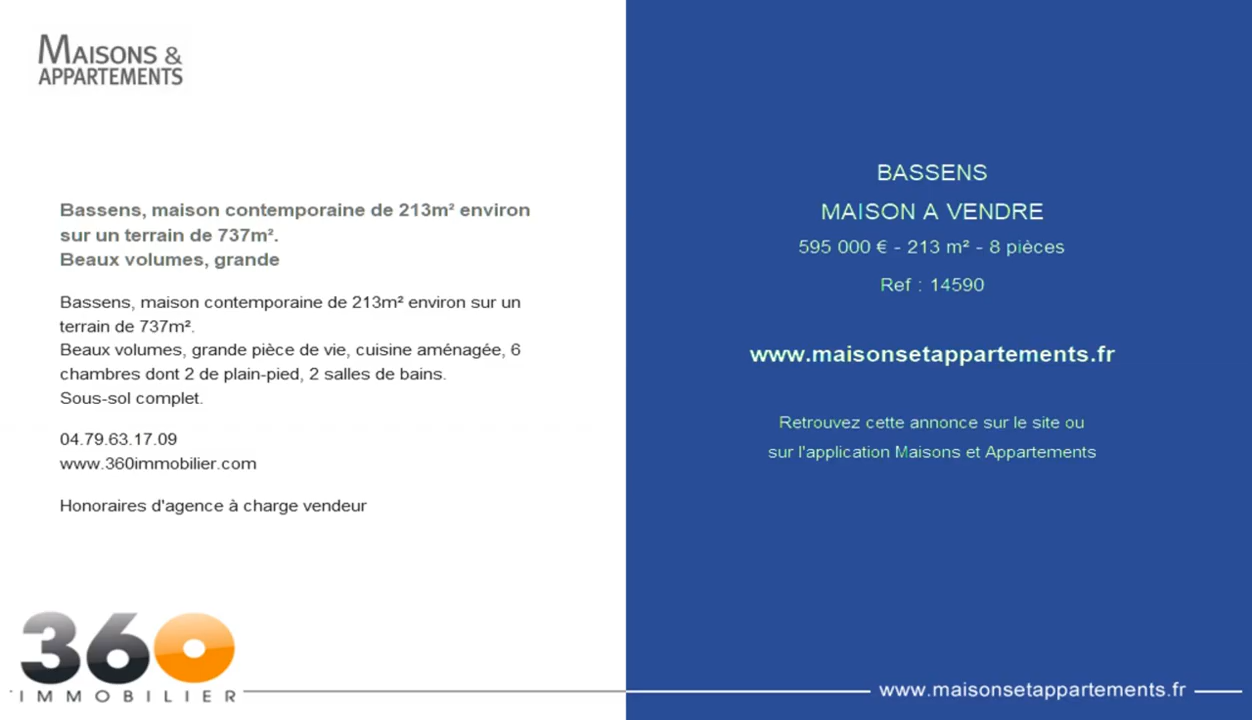 MAISONS &
APPARTEMENTS
Bassens, maison contemporaine de 213m² environ
sur un terrain de 737m².
Beaux volumes, grande
Bassens, maison contemporaine de 213m² environ sur un
terrain de 737m².
Beaux volumes, grande pièce de vie, cuisine aménagée, 6
chambres dont 2 de plain-pied, 2 salles de bains.
Sous-sol complet.
04.79.63.17.09
www.360immobilier.com
Honoraires d'agence à charge vendeur
360
IMMOBILIER
BASSENS
MAISON A VENDRE
595 000 € - 213 m² - 8 pièces
Ref : 14590
www.maisonsetappartements.fr
Retrouvez cette annonce sur le site ou
sur l'application Maisons et Appartements
www.maisonsetappartements.fr